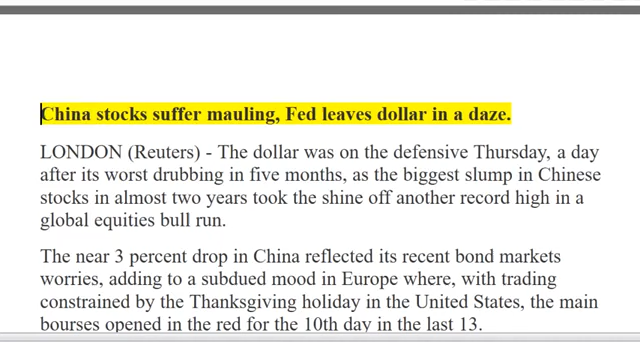 China stocks suffer mauling, Fed leaves dollar in a daze.
LONDON (Reuters) - The dollar was on the defensive Thursday, a day
after its worst drubbing in five months, as the biggest slump in Chinese
stocks in almost two years took the shine off another record high in a
global equities bull run.
The near 3 percent drop in China reflected its recent bond markets
worries, adding to a subdued mood in Europe where, with trading
constrained by the Thanksgiving holiday in the United States, the main
bourses opened in the red for the 10th day in the last 13.